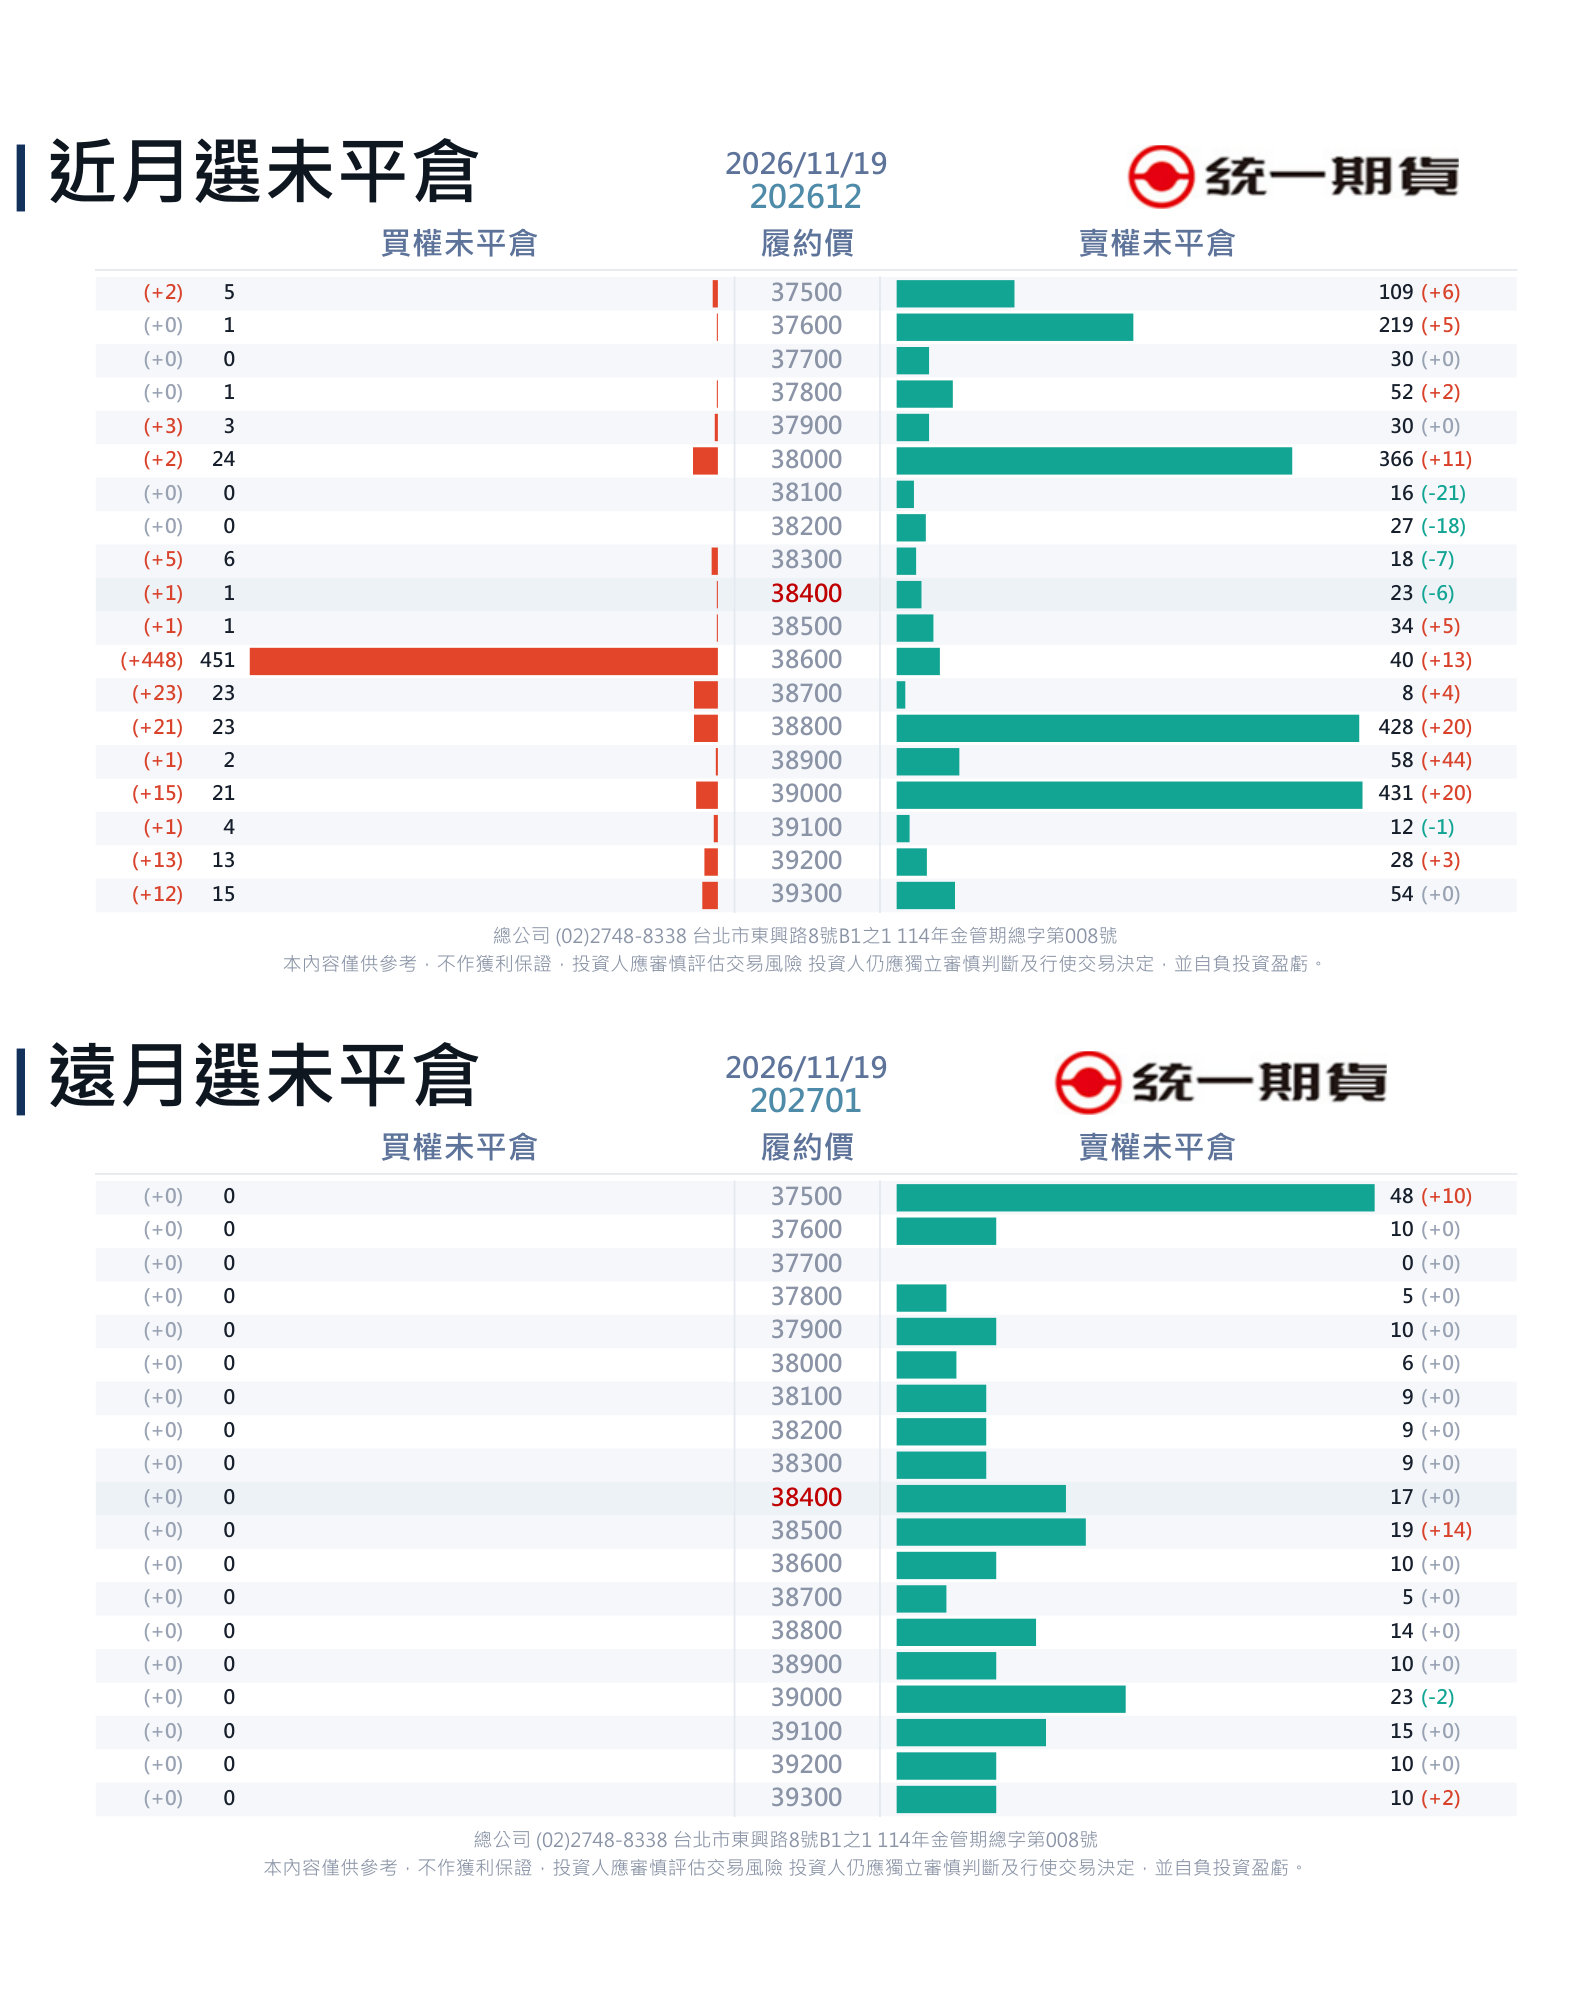 近月選未平倉
2026/11/19
202612
統一期貨
買權未平倉 履約價 賣權未平倉
(+2) 5 37500 109 (+6)
(+0) 1 37600 219 (+5)
(+0) 0 37700 30 (+0)
(+0) 1 37800 52 (+2)
(+3) 3 37900 30 (+0)
(+2) 24 38000 366 (+11)
(+0) 0 38100 16 (-21)
(+0) 0 38200 27 (-18)
(+5) 6 38300 18 (-7)
(+1) 1 38400 23 (-6)
(+1) 1 38500 34 (+5)
(+448) 451 38600 40 (+13)
(+23) 23 38700 8 (+4)
(+21) 23 38800 428 (+20)
(+1) 2 38900 58 (+44)
(+15) 21 39000 431 (+20)
(+1) 4 39100 12 (-1)
(+13) 13 39200 28 (+3)
(+12) 15 39300 54 (+0)
總公司 (02)2748-8338 台北市東興路8號B1之1 114年金管期總字第008號
本內容僅供參考，不作獲利保證，投資人應審慎評估交易風險 投資人仍應獨立審慎判斷及行使交易決定，並自負投資盈虧。
遠月選未平倉
2026/11/19
202701
統一期貨
買權未平倉 履約價 賣權未平倉
(+0) 0 37500 48 (+10)
(+0) 0 37600 10 (+0)
(+0) 0 37700 0 (+0)
(+0) 0 37800 5 (+0)
(+0) 0 37900 10 (+0)
(+0) 0 38000 6 (+0)
(+0) 0 38100 9 (+0)
(+0) 0 38200 9 (+0)
(+0) 0 38300 9 (+0)
(+0) 0 38400 17 (+0)
(+0) 0 38500 19 (+14)
(+0) 0 38600 10 (+0)
(+0) 0 38700 5 (+0)
(+0) 0 38800 14 (+0)
(+0) 0 38900 10 (+0)
(+0) 0 39000 23 (-2)
(+0) 0 39100 15 (+0)
(+0) 0 39200 10 (+0)
(+0) 0 39300 10 (+2)
總公司 (02)2748-8338 台北市東興路8號B1之1 114年金管期總字第008號
本內容僅供參考，不作獲利保證，投資人應審慎評估交易風險 投資人仍應獨立審慎判斷及行使交易決定，並自負投資盈虧。